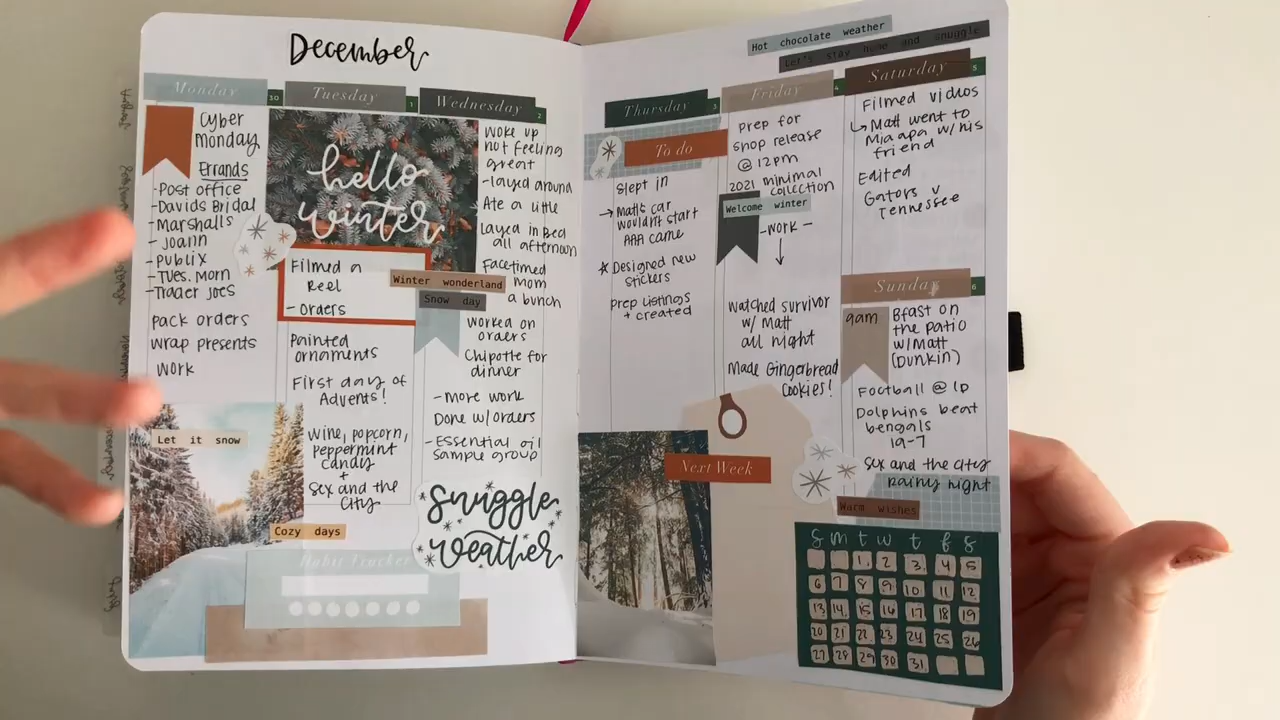 December
Monday
30
Cyber
Monday
Errands
- Post office
- Davids Bridal
- Marshalls
- Joann
- Publix
- Tues. Morn
- Trader Joes
Pack orders
Wrap presents
Work
Let it snow
Tuesday
1
hello
winter
Filmed a
Reel
- Orders
Painted
ornaments
First day of
Advents!
Wine, popcorn,
peppermint
candy
+
Sex and the
City
Cozy days
Habit Tracker
Wednesday
2
Woke up
not feeling
great
- Layed around
Ate a little
Layed in bed
all afternoon
Facetimed
mom
a bunch
Winter wonderland
Snow day
Worked on
orders
Chipotle for
dinner
- More work
Done w/ orders
- Essential oil
sample group
Snuggle
weather
Hot chocolate weather
Let's stay home and snuggle
Thursday
3
To do
Slept in
→ Matts car
wouldn't start
AAA came
Designed new
stickers
Prep listings
+ created
Friday
4
Prep for
shop release
@ 12pm
2021 minimal
collection
Welcome winter
- Work -
Watched Survivor
w/ Matt
all night
Made Gingerbread
Cookies!
Next Week
Saturday
5
Filmed videos
Matt went to
w/ his
friend
Edited
Gators v
Tennessee
Sunday
6
9am
Bfast on
the patio
w/ Matt
(Dunkin)
Football @ 1p
Dolphins beat
bengals
19-7
Sex and the City
Rainy night
Warm wishes
S M T W T F S
1 2 3 4 5
6 7 8 9 10 11 12
13 14 15 16 17 18 19
20 21 22 23 24 25 26
27 28 29 30 31